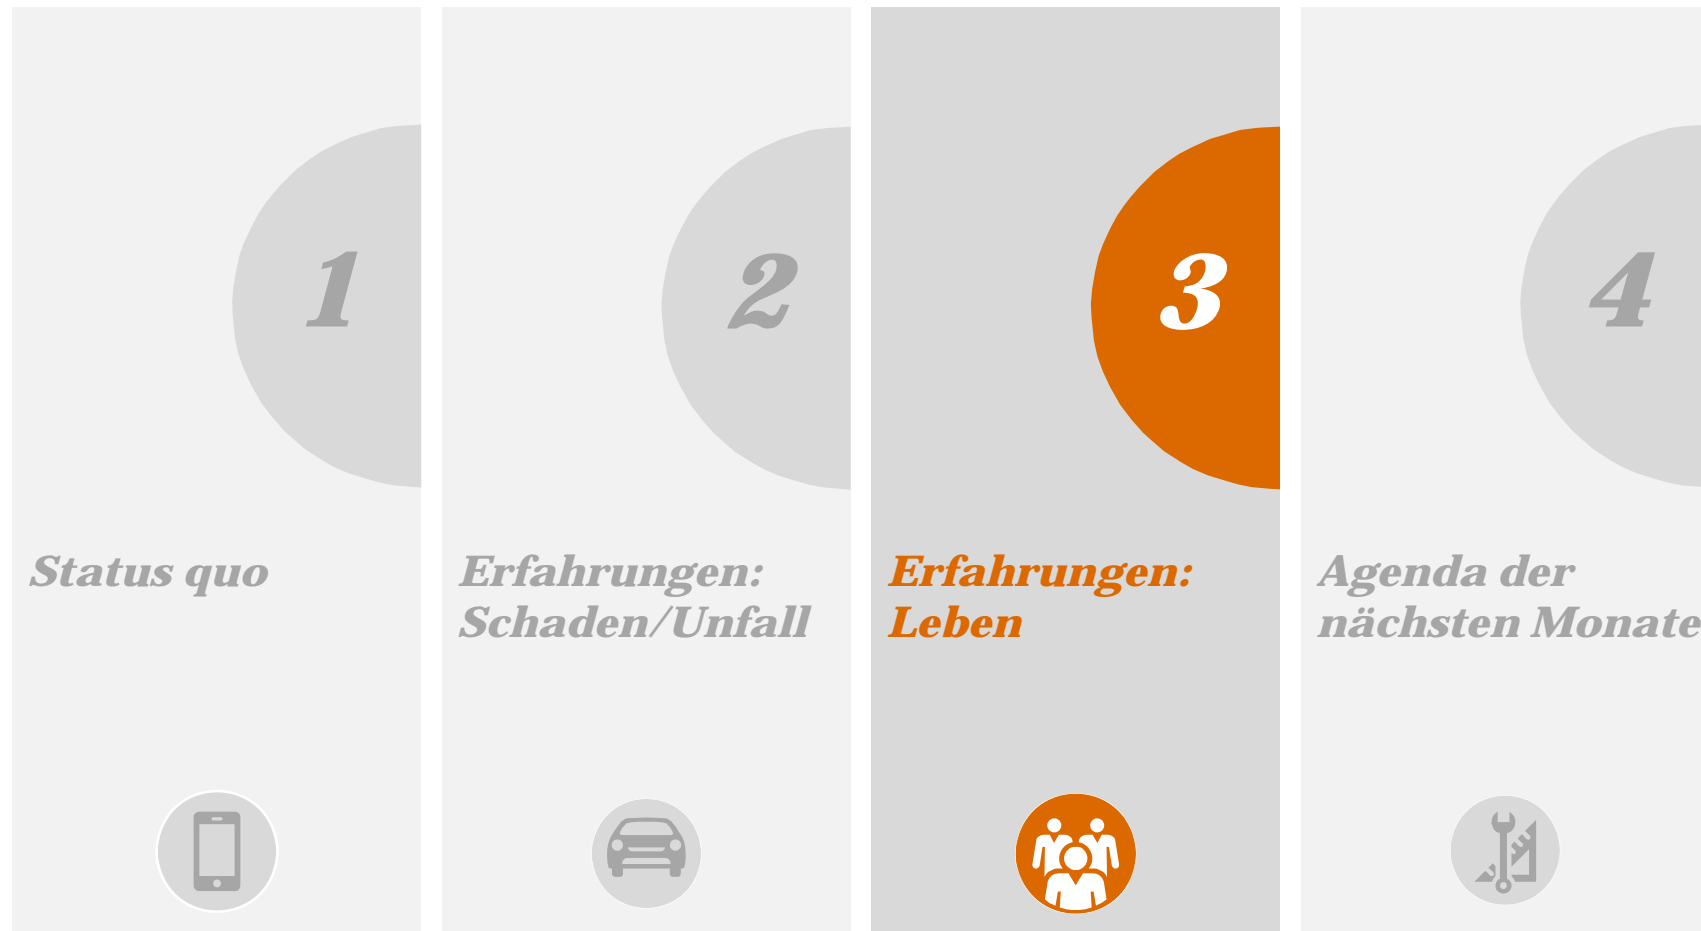 1
Status quo
2
Erfahrungen:
Schaden/Unfall
3
Erfahrungen:
Leben
4
Agenda der
nächsten Monate